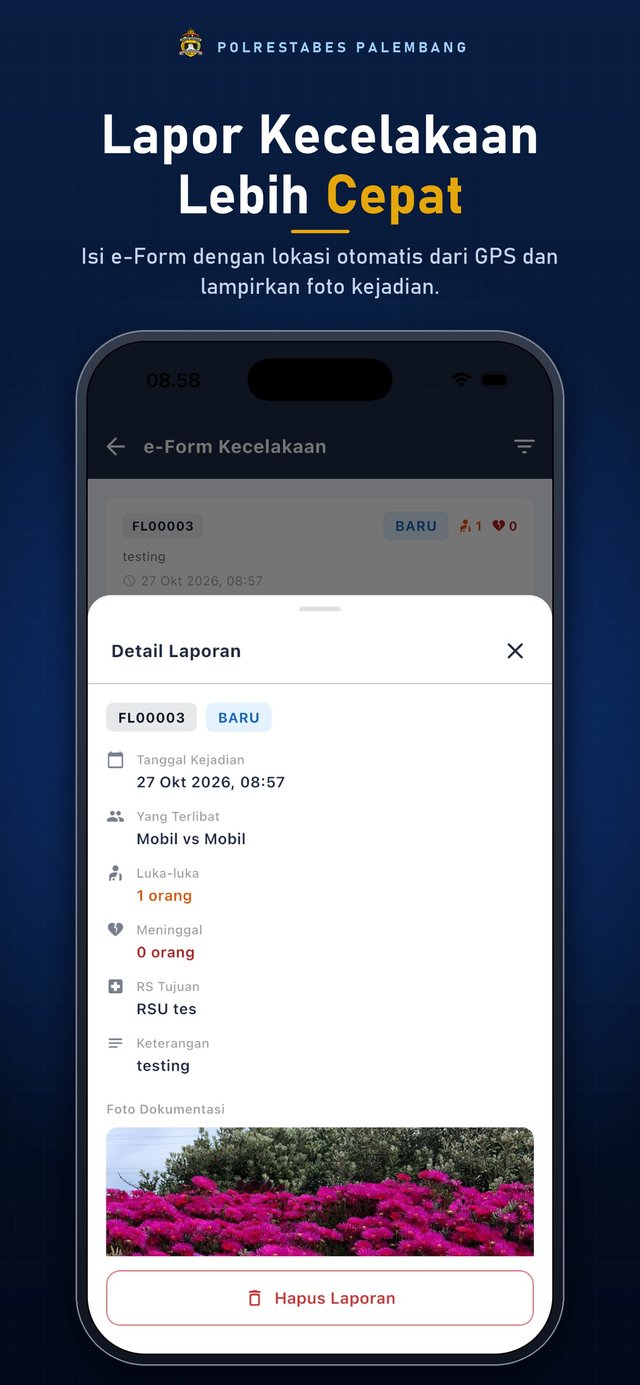 POLRESTABES PALEMBANG
Lapor Kecelakaan
Lebih Cepat
Isi e-Form dengan lokasi otomatis dari GPS dan
lampirkan foto kejadian.
08.58
e-Form Kecelakaan
FL00003 BARU 1 0
testing
27 Okt 2026, 08:57
Detail Laporan
FL00003 BARU
Tanggal Kejadian
27 Okt 2026, 08:57
Yang Terlibat
Mobil vs Mobil
Luka-luka
1 orang
Meninggal
0 orang
RS Tujuan
RSU tes
Keterangan
testing
Foto Dokumentasi
Hapus Laporan